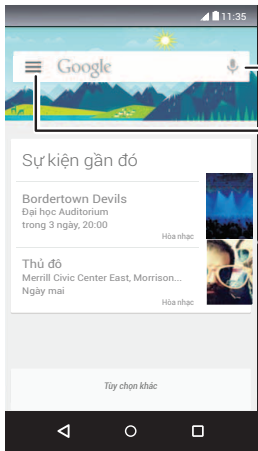 11:35
Google
Sự kiện gần đó
Bordertown Devils
Đại học Auditorium
trong 3 ngày, 20:00
Hòa nhạc
Thủ đô
Merrill Civic Center East, Morrison...
Ngày mai
Hòa nhạc
Tùy chọn khác